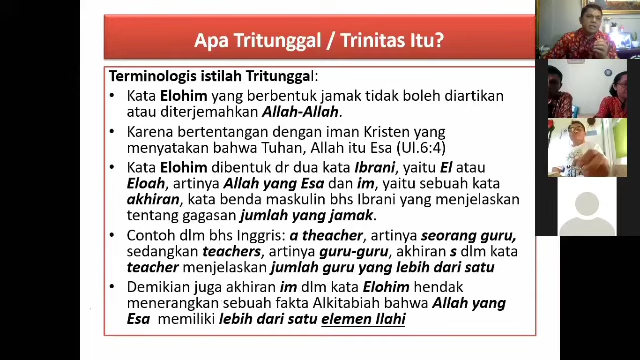 Apa Tritunggal / Trinitas Itu?
Terminologis istilah Tritunggal:
• Kata Elohim yang berbentuk jamak tidak boleh diartikan
atau diterjemahkan Allah-Allah.
• Karena bertentangan dengan iman Kristen yang
menyatakan bahwa Tuhan, Allah itu Esa (Ul.6:4)
• Kata Elohim dibentuk dr dua kata Ibrani, yaitu El atau
Eloah, artinya Allah yang Esa dan im, yaitu sebuah kata
akhiran, kata benda maskulin bhs Ibrani yang menjelaskan
tentang gagasan jumlah yang jamak.
• Contoh dlm bhs Inggris: a theacher, artinya seorang guru,
sedangkan teachers, artinya guru-guru, akhiran s dlm kata
teacher menjelaskan jumlah guru yang lebih dari satu
• Demikian juga akhiran im dlm kata Elohim hendak
menerangkan sebuah fakta Alkitabiah bahwa Allah yang
Esa memiliki lebih dari satu elemen Ilahi